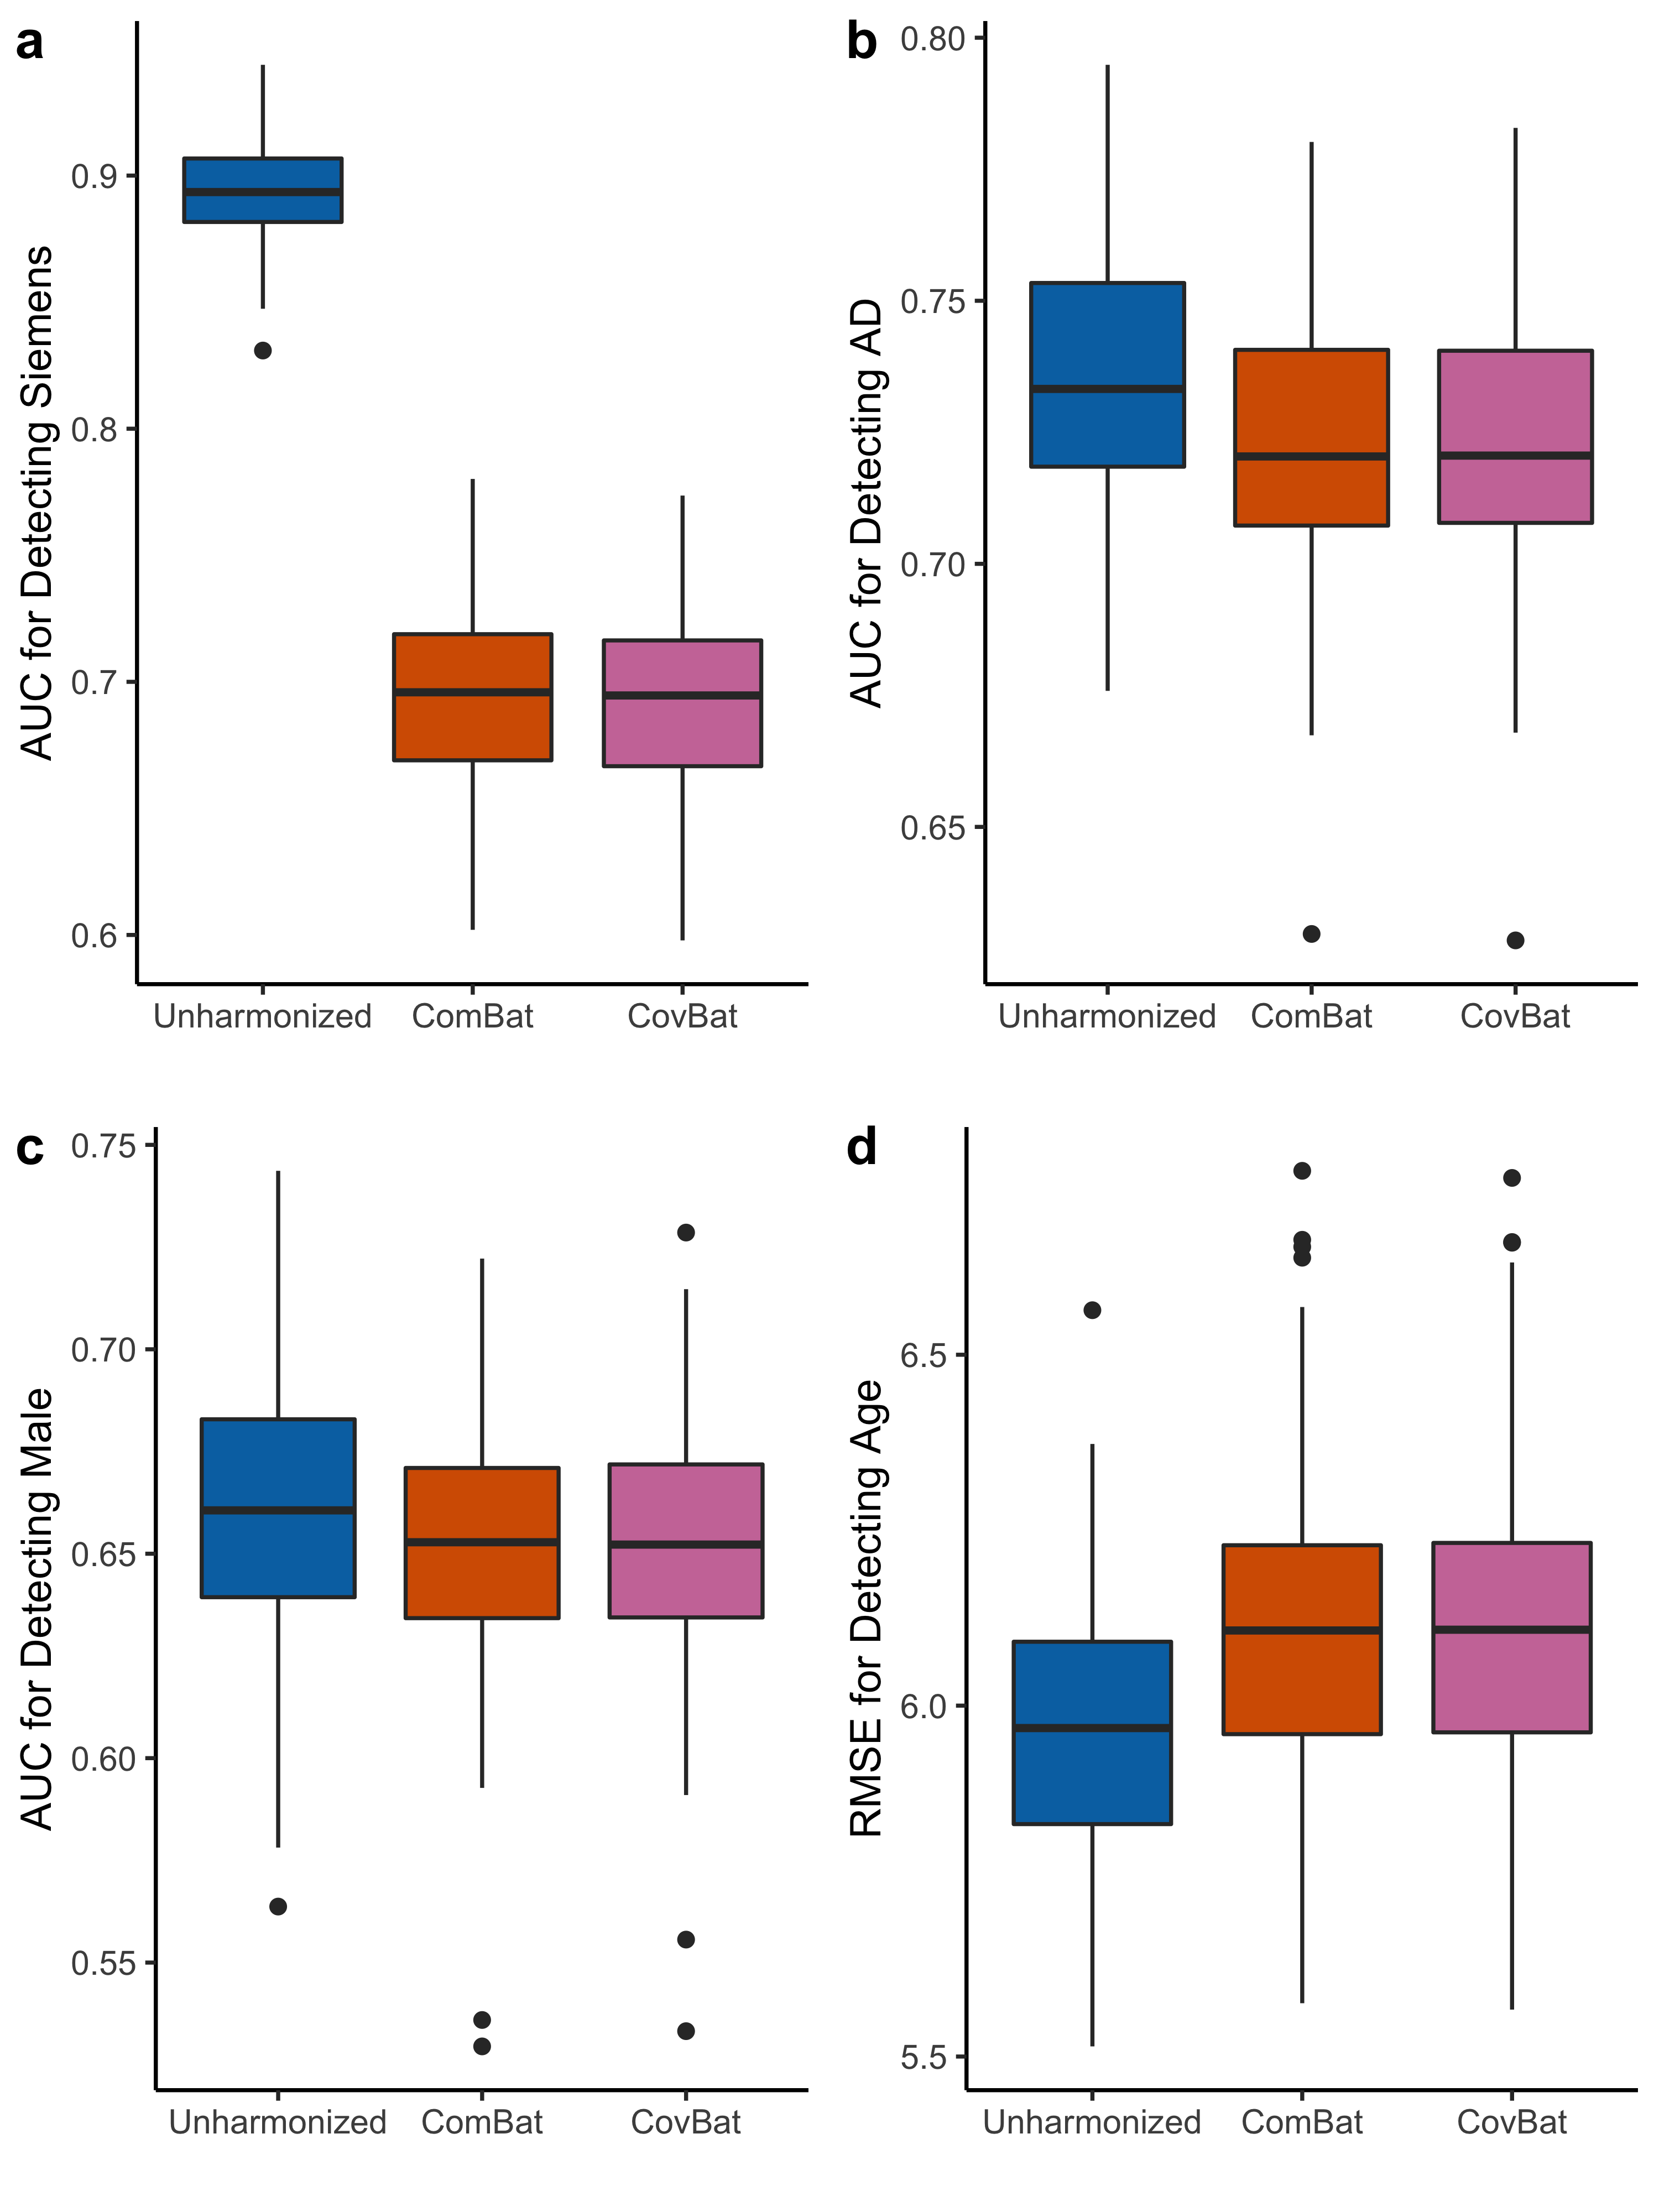 a
AUC for Detecting Siemens
0.9
0.8
0.7
0.6
Unharmonized ComBat CovBat
b
AUC for Detecting AD
0.80
0.75
0.70
0.65
Unharmonized ComBat CovBat
c
AUC for Detecting Male
0.75
0.70
0.65
0.60
0.55
Unharmonized ComBat CovBat
d
RMSE for Detecting Age
6.5
6.0
5.5
Unharmonized ComBat CovBat